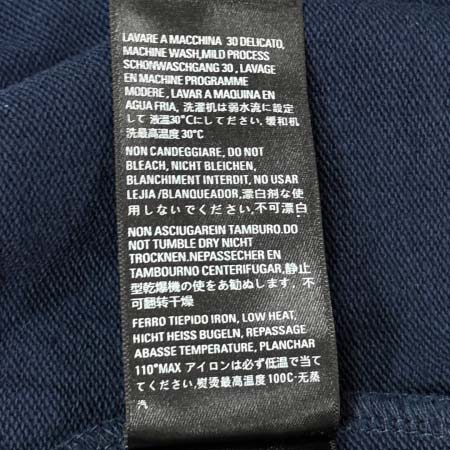 LAVARE A MACCHINA 30 DELICATO,
MACHINE WASH,MILD PROCESS
SCHONWASCHGANG 30 , LAVAGE
EN MACHINE PROGRAMME
MODERE , LAVAR A MAQUINA EN
AGUA FRIA, 洗濯机は弱水流に設定
して 液温30℃にしてください.缓和机
洗最高温度30℃
NON CANDEGGIARE, DO NOT
BLEACH, NICHT BLEICHEN,
BLANCHIMENT INTERDIT, NO USAR
LEJIA /BLANQUEADOR,漂白剤な使
用しないでください.不可漂白
NON ASCIUGAREIN TAMBURO.DO
NOT TUMBLE DRY NICHT
TROCKNEN.NEPASSECHER EN
TAMBOURNO CENTERIFUGAR,静止
型乾爆機の使をあ勧ぬします, 不
可翻转干燥
FERRO TIEPIDO IRON, LOW HEAT,
HICHT HEISS BUGELN, REPASSAGE
ABASSE TEMPERATURE, PLANCHAR
110°MAX アイロンは必ず低温で当て
てください,熨烫最高温度100C·无蒸
汽